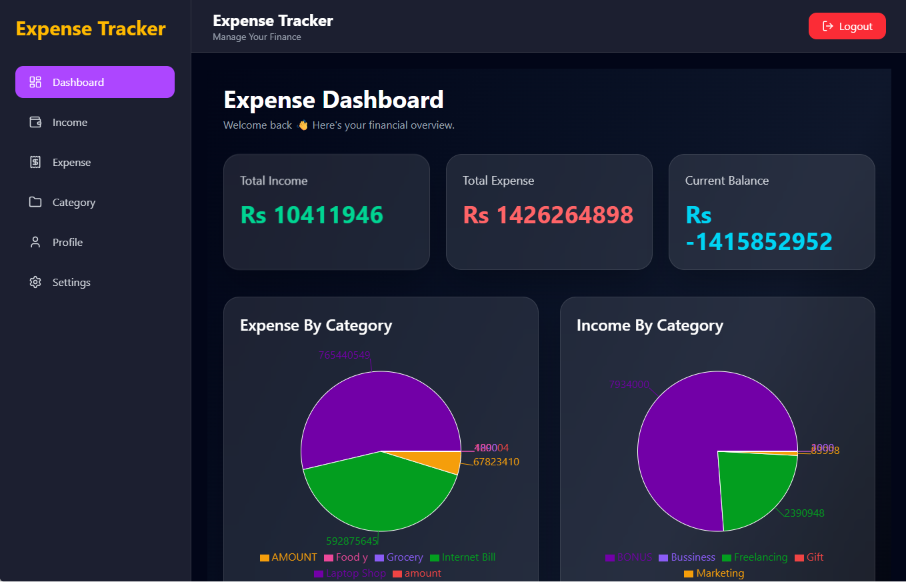 Expense Tracker
Expense Tracker
Manage Your Finance
Logout
Dashboard
Income
Expense
Category
Profile
Settings
Expense Dashboard
Welcome back 👋 Here's your financial overview.
Total Income
Rs 10411946
Total Expense
Rs 1426264898
Current Balance
Rs
-1415852952
Expense By Category
765440549
67823410
592875645
AMOUNT Food y Grocery Internet Bill
Laptop Shop amount
Income By Category
2390948
Bussiness Freelancing Gift
Marketing